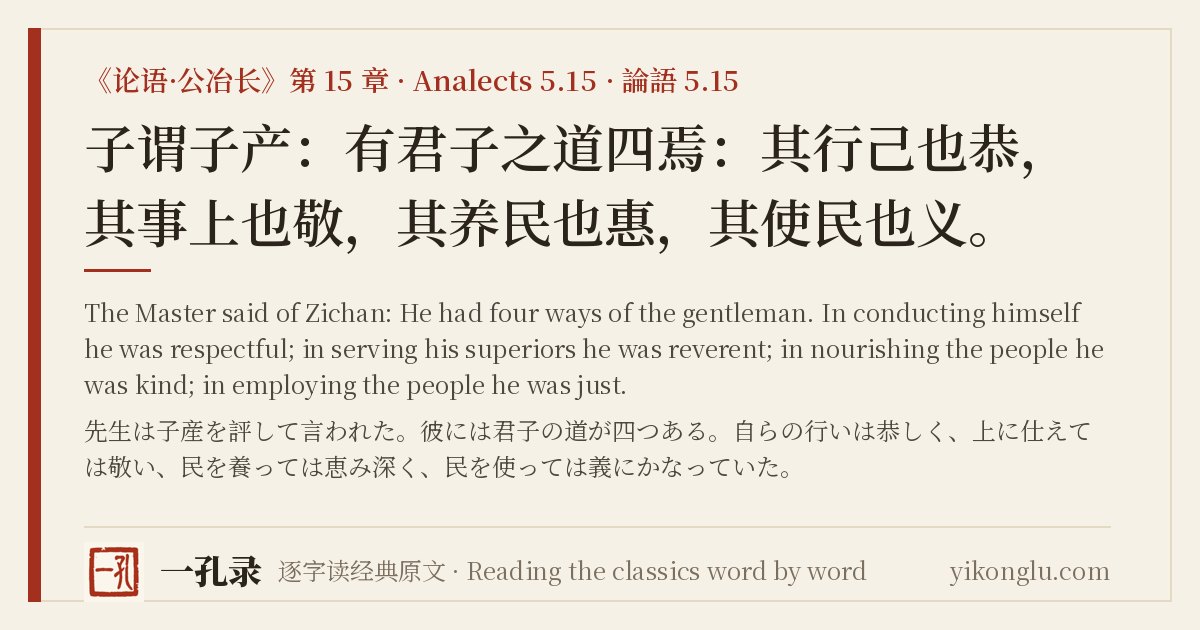 《论语·公冶长》第 15 章 · Analects 5.15 · 論語 5.15
子谓子产：有君子之道四焉：其行己也恭，
其事上也敬，其养民也惠，其使民也义。
The Master said of Zichan: He had four ways of the gentleman. In conducting himself
he was respectful; in serving his superiors he was reverent; in nourishing the people he
was kind; in employing the people he was just.
先生は子産を評して言われた。彼には君子の道が四つある。自らの行いは恭しく、上に仕えて
は敬い、民を養っては恵み深く、民を使っては義にかなっていた。
一孔
一孔录 逐字读经典原文 · Reading the classics word by word yikonglu.com